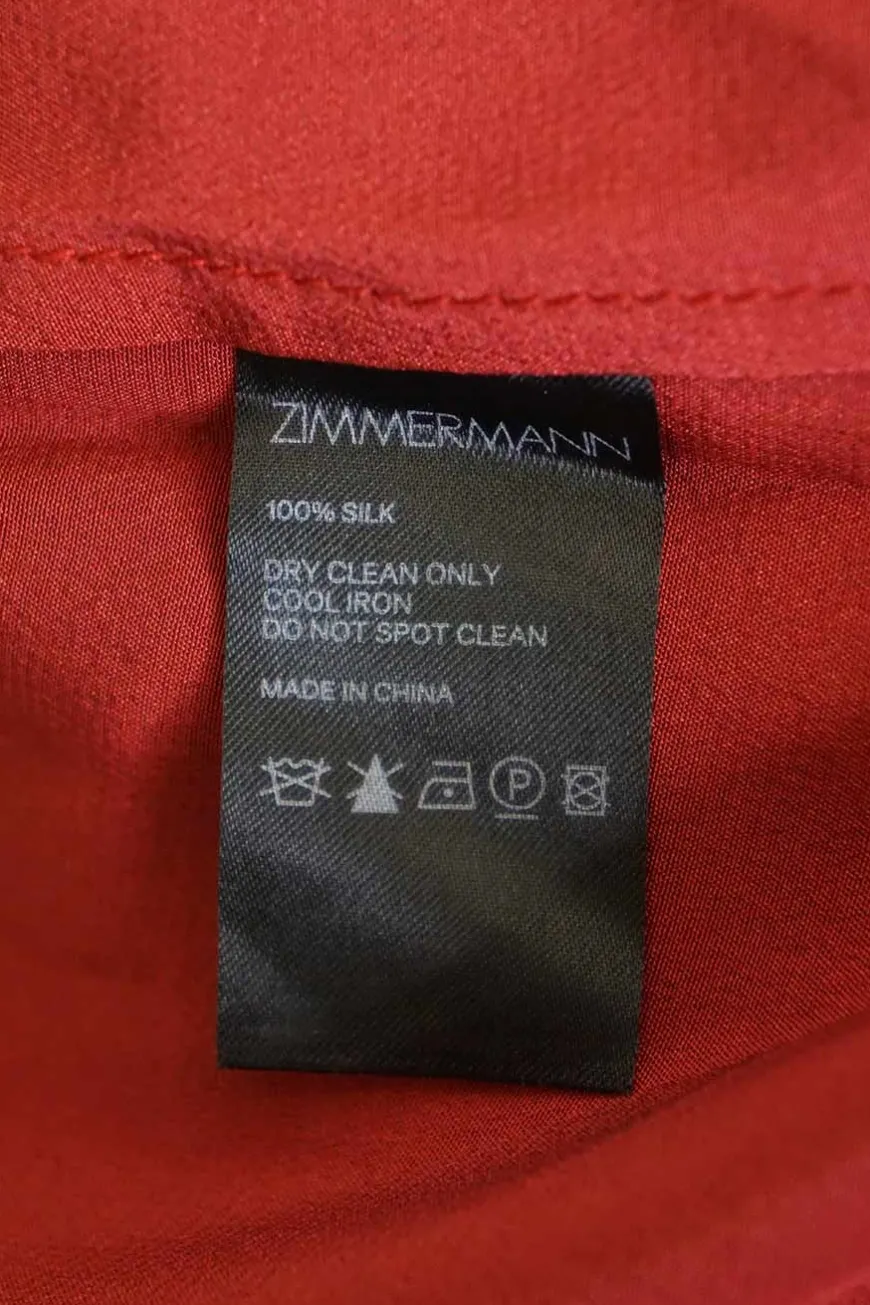 ZIMMERMANN
100% SILK
DRY CLEAN ONLY
COOL IRON
DO NOT SPOT CLEAN
MADE IN CHINA
P